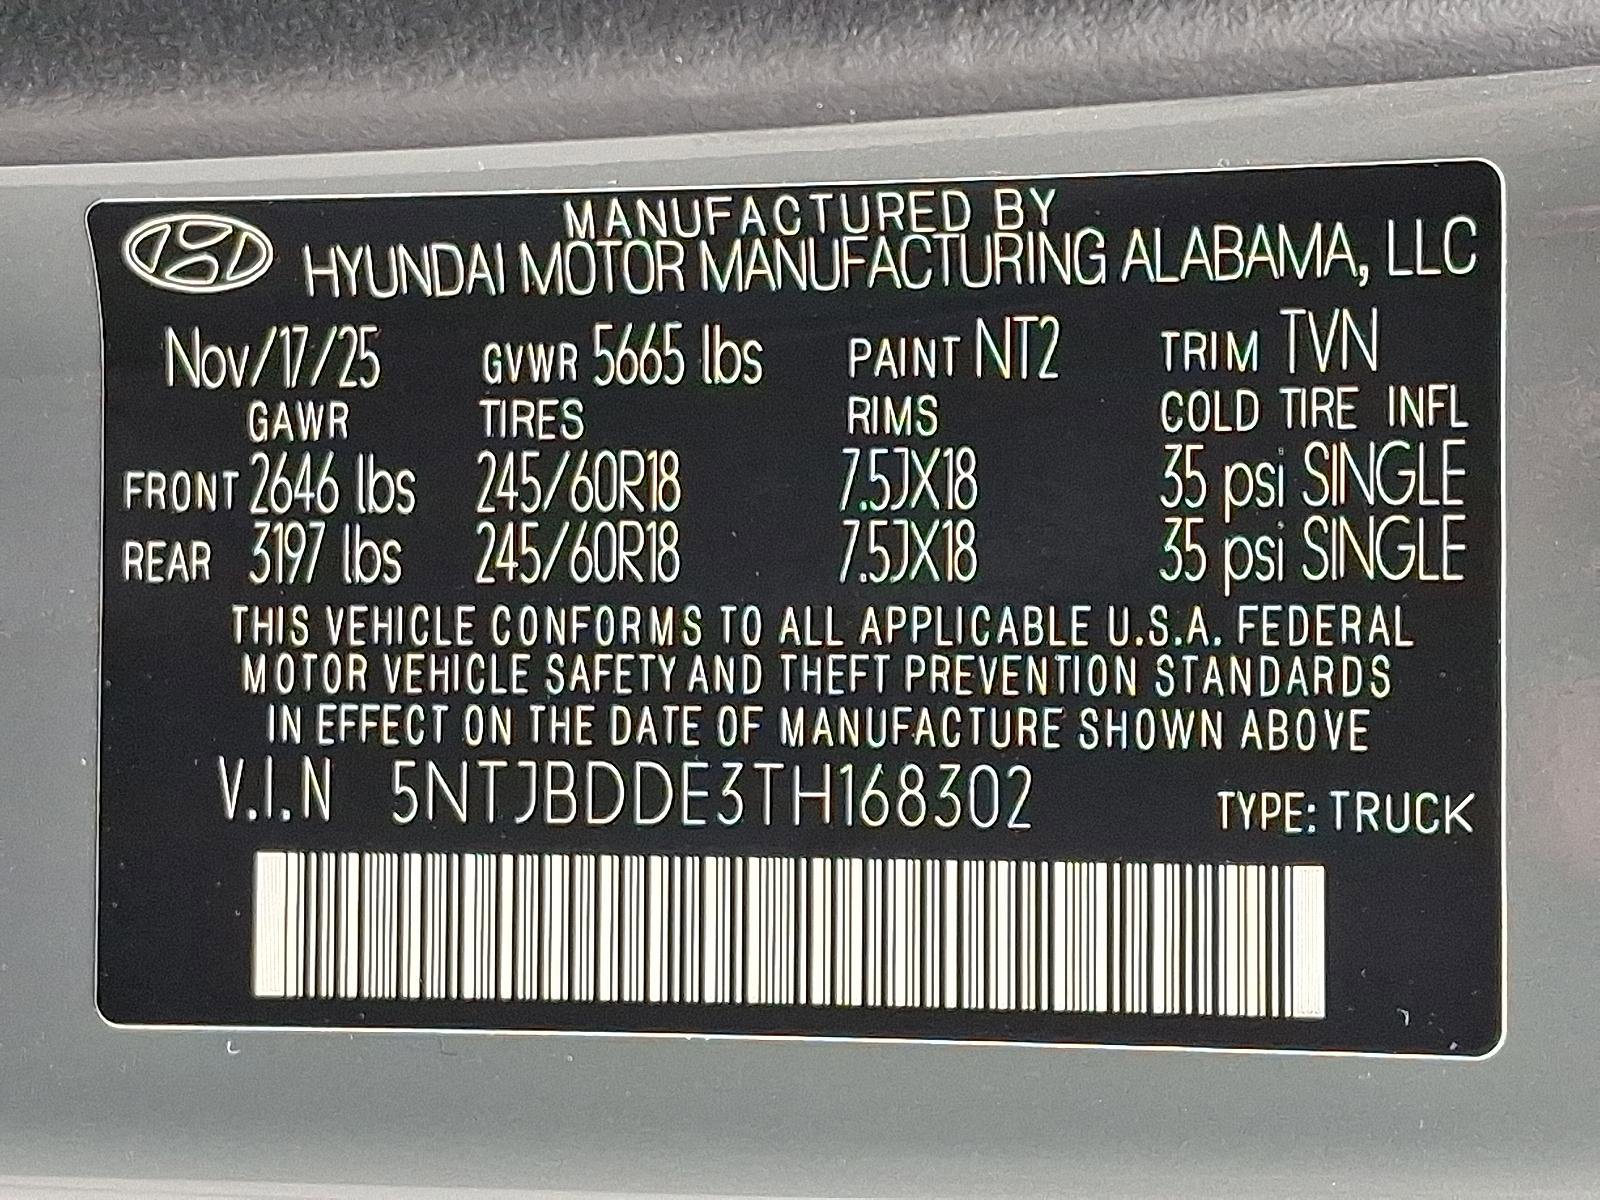 MANUFACTURED BY
HYUNDAI MOTOR MANUFACTURING ALABAMA, LLC
Nov/17/25 GVWR 5665 lbs PAINT NT2 TRIM TVN
GAWR TIRES RIMS COLD TIRE INFL
FRONT 2646 lbs 245/60R18 7.5JX18 35 psi SINGLE
REAR 3197 lbs 245/60R18 7.5JX18 35 psi SINGLE
THIS VEHICLE CONFORMS TO ALL APPLICABLE U.S.A. FEDERAL
MOTOR VEHICLE SAFETY AND THEFT PREVENTION STANDARDS
IN EFFECT ON THE DATE OF MANUFACTURE SHOWN ABOVE
V.I.N 5NTJBDDE3TH168302 TYPE: TRUCK